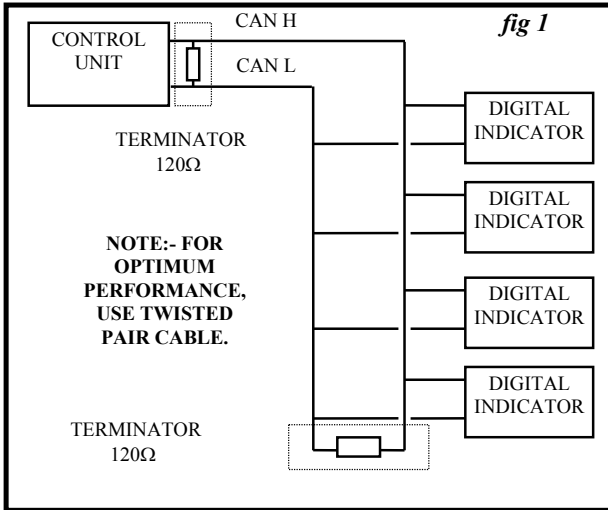 CONTROL
UNIT
CAN H
CAN L
fig 1
TERMINATOR
120Ω
DIGITAL
INDICATOR
DIGITAL
INDICATOR
NOTE:- FOR
OPTIMUM
PERFORMANCE,
USE TWISTED
PAIR CABLE.
DIGITAL
INDICATOR
DIGITAL
INDICATOR
TERMINATOR
120Ω